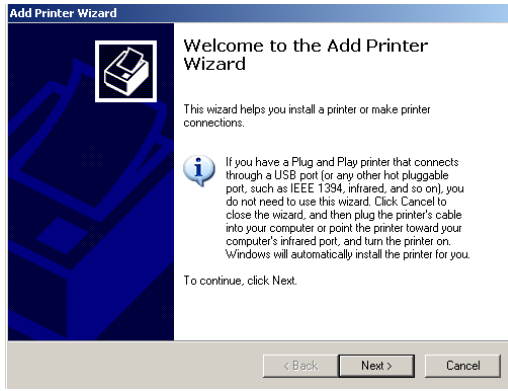 Add Printer Wizard
Welcome to the Add Printer
Wizard
This wizard helps you install a printer or make printer
connections.
If you have a Plug and Play printer that connects
through a USB port (or any other hot pluggable
port, such as IEEE 1394, infrared, and so on), you
do not need to use this wizard. Click Cancel to
close the wizard, and then plug the printer's cable
into your computer or point the printer toward your
computer's infrared port, and turn the printer on.
Windows will automatically install the printer for you.
To continue, click Next.
< Back Next > Cancel